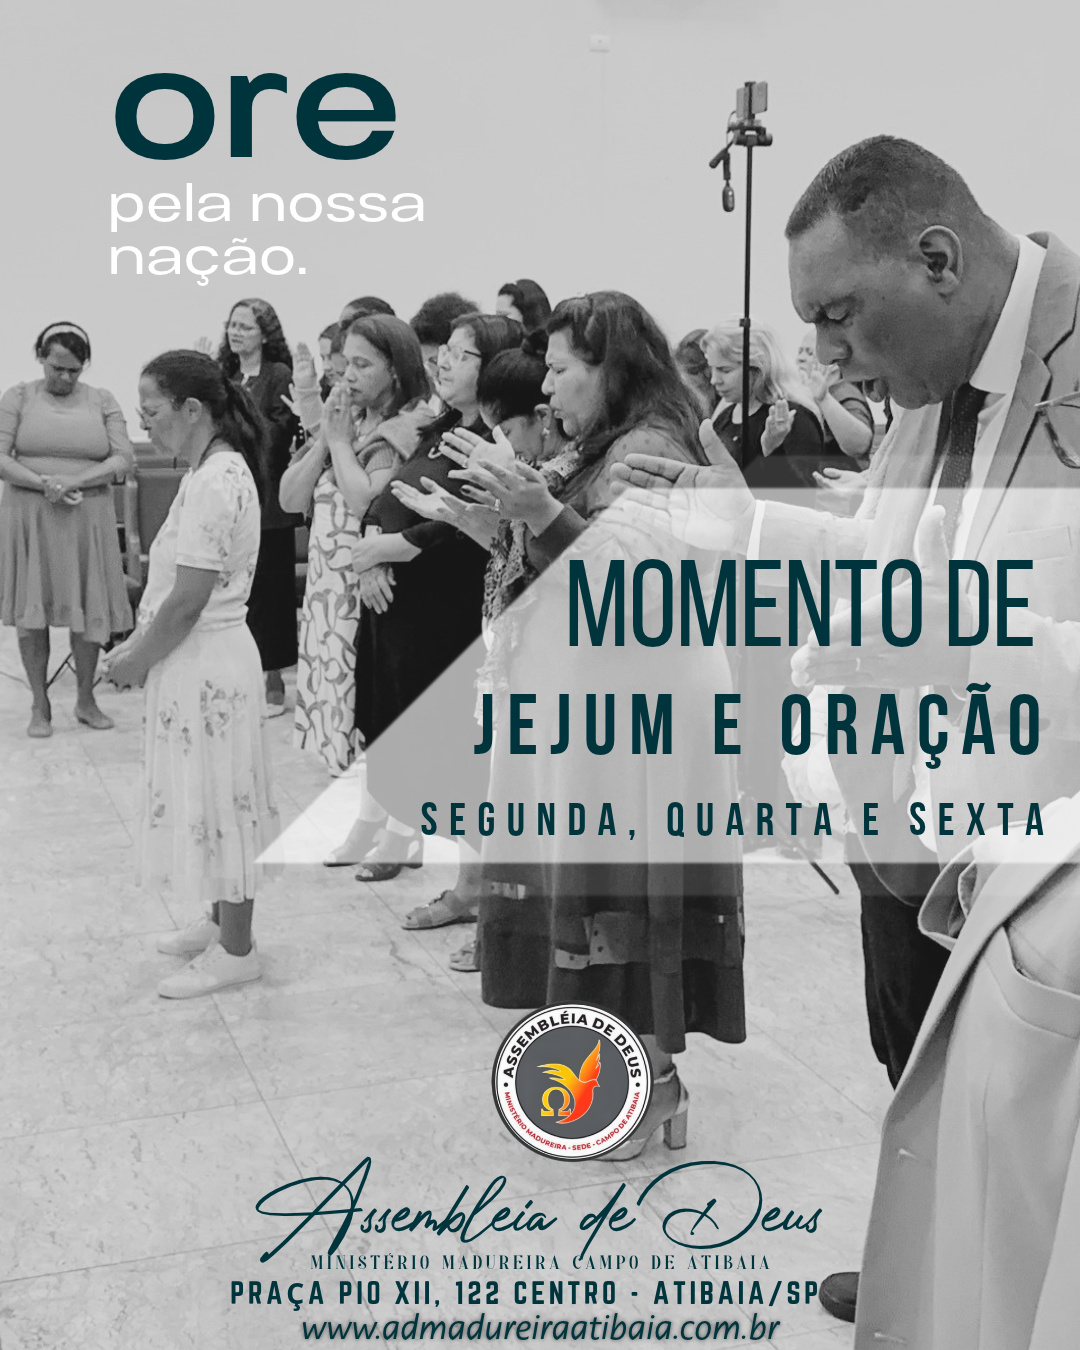 ore
pela nossa
nação.
MOMENTO DE
JEJUM E ORAÇÃO
SEGUNDA, QUARTA E SEXTA
ASSEMBLÉIA DE DEUS
MINISTÉRIO MADUREIRA - SEDE - CAMPO DE ATIBAIA
Ω
Assembleia de Deus
MINISTÉRIO MADUREIRA CAMPO DE ATIBAIA
PRAÇA PIO XII, 122 CENTRO - ATIBAIA/SP
www.admadureiraatibaia.com.br